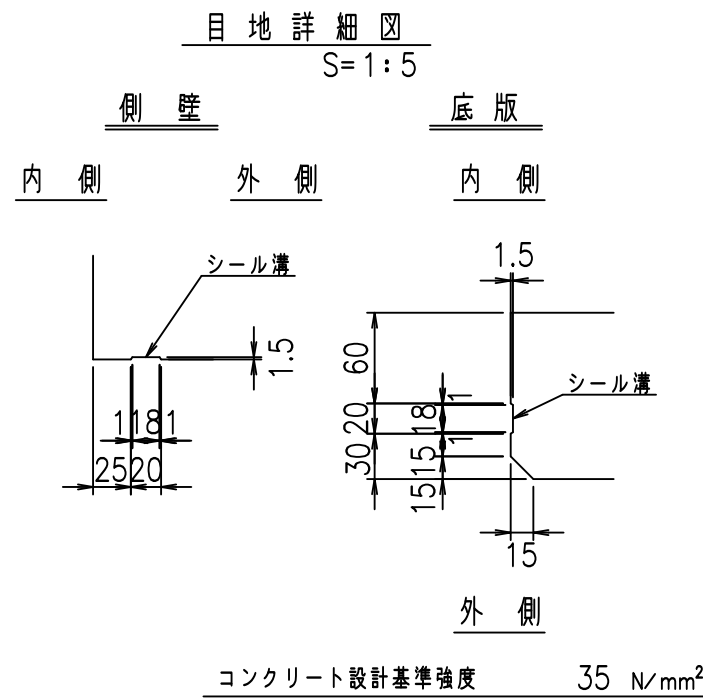 目地詳細図
S=1:5
側壁
底版
内側
外側
内側
シール溝
1.5
1 18 1
25 20
1.5
シール溝
60
20
30
1
18
1
15
15
15
外側
コンクリート設計基準強度 35 N/mm²